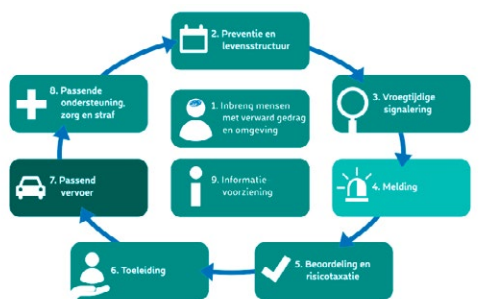 2. Preventie en
levensstructuur
8. Passende
ondersteuning,
zorg en straf
1. Inbreng mensen
met verward gedrag
en omgeving
3. Vroegtijdige
signalering
7. Passend
vervoer
9. Informatie
voorziening
4. Melding
6. Toeleiding
5. Beoordeling en
risicotaxatie